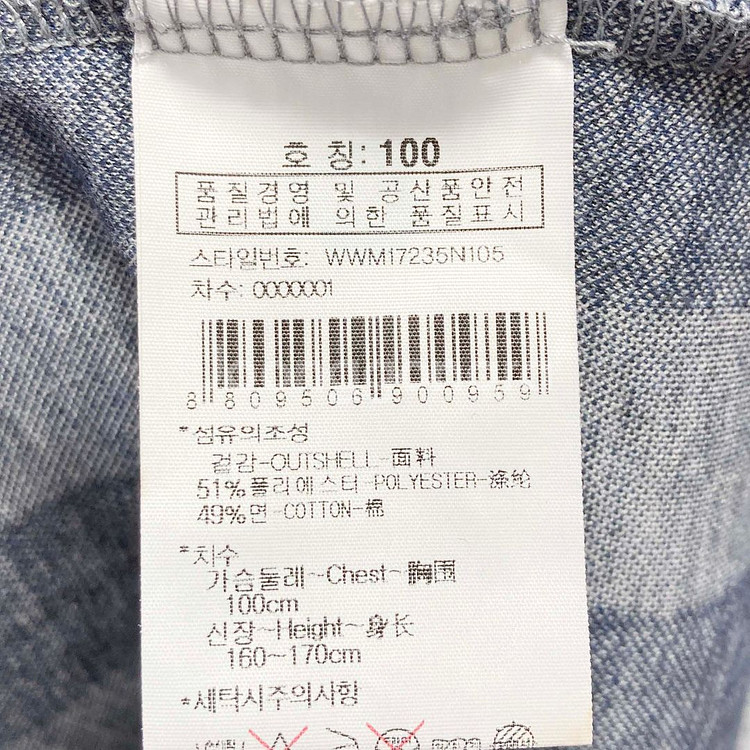 호 칭: 100
품질경영 및 공산품안전
관리법에 의한 품질표시
스타일번호: WWM17235N105
차수: 0000001
8 809506 900959
*섬유의조성
겉감-OUTSHELL-面料
51%폴리에스터-POLYESTER-涤纶
49%면-COTTON-棉
*치수
가슴둘레~Chest~胸围
100cm
신장~Height~身长
160~170cm
*세탁시주의사항